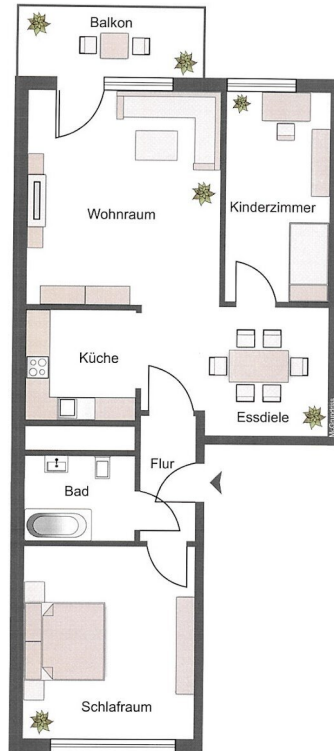 Balkon
Wohnraum
Kinderzimmer
Küche
Essdiele
Flur
Bad
Schlafraum